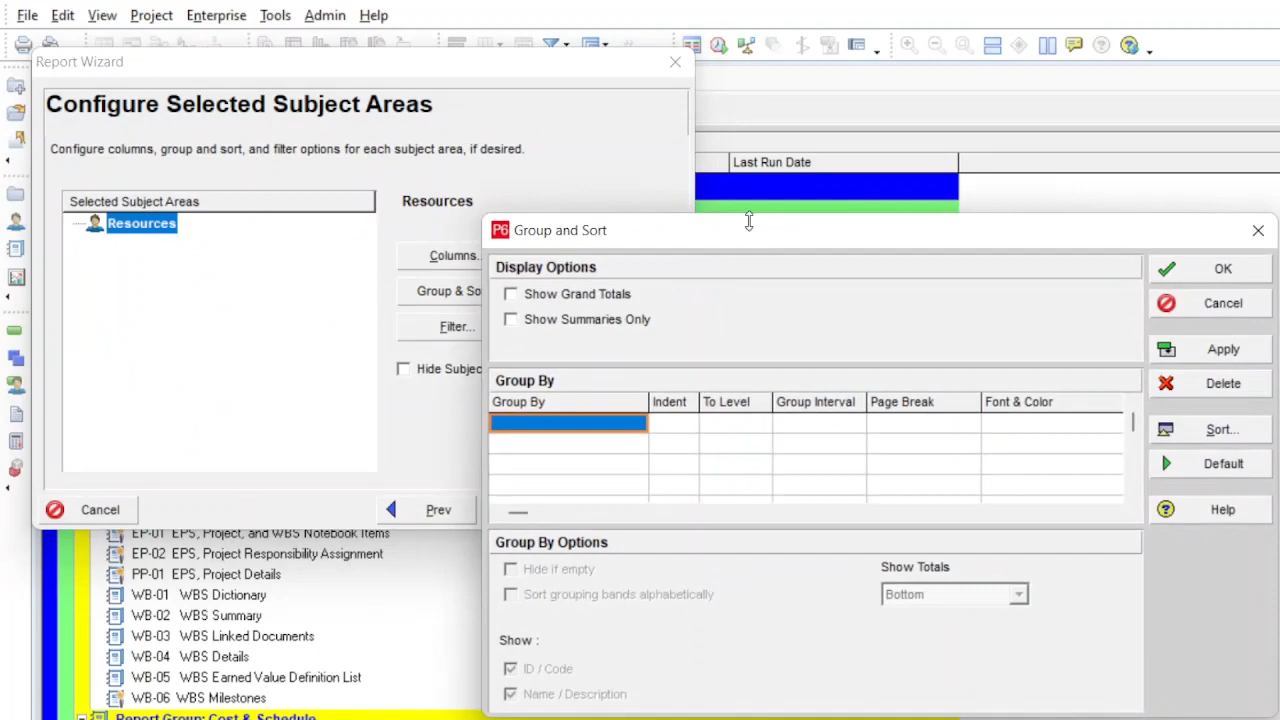 File Edit View Project Enterprise Tools Admin Help
Report Wizard
Configure Selected Subject Areas
Configure columns, group and sort, and filter options for each subject area, if desired.
Last Run Date
Selected Subject Areas
Resources
Resources
Columns..
Group & So
Filter...
Hide Subjec
Cancel
Prev
P6 Group and Sort
Display Options
Show Grand Totals
Show Summaries Only
OK
Cancel
Apply
Delete
Sort...
Default
Help
Group By
Group By Indent To Level Group Interval Page Break Font & Color
Group By Options
Hide if empty
Sort grouping bands alphabetically
Show Totals
Bottom
Show :
ID / Code
Name / Description
EP-01 EPS, Project, and WBS Notebook Items
EP-02 EPS, Project Responsibility Assignment
PP-01 EPS, Project Details
WB-01 WBS Dictionary
WB-02 WBS Summary
WB-03 WBS Linked Documents
WB-04 WBS Details
WB-05 WBS Earned Value Definition List
WB-06 WBS Milestones
Report Group: Cost & Schedule